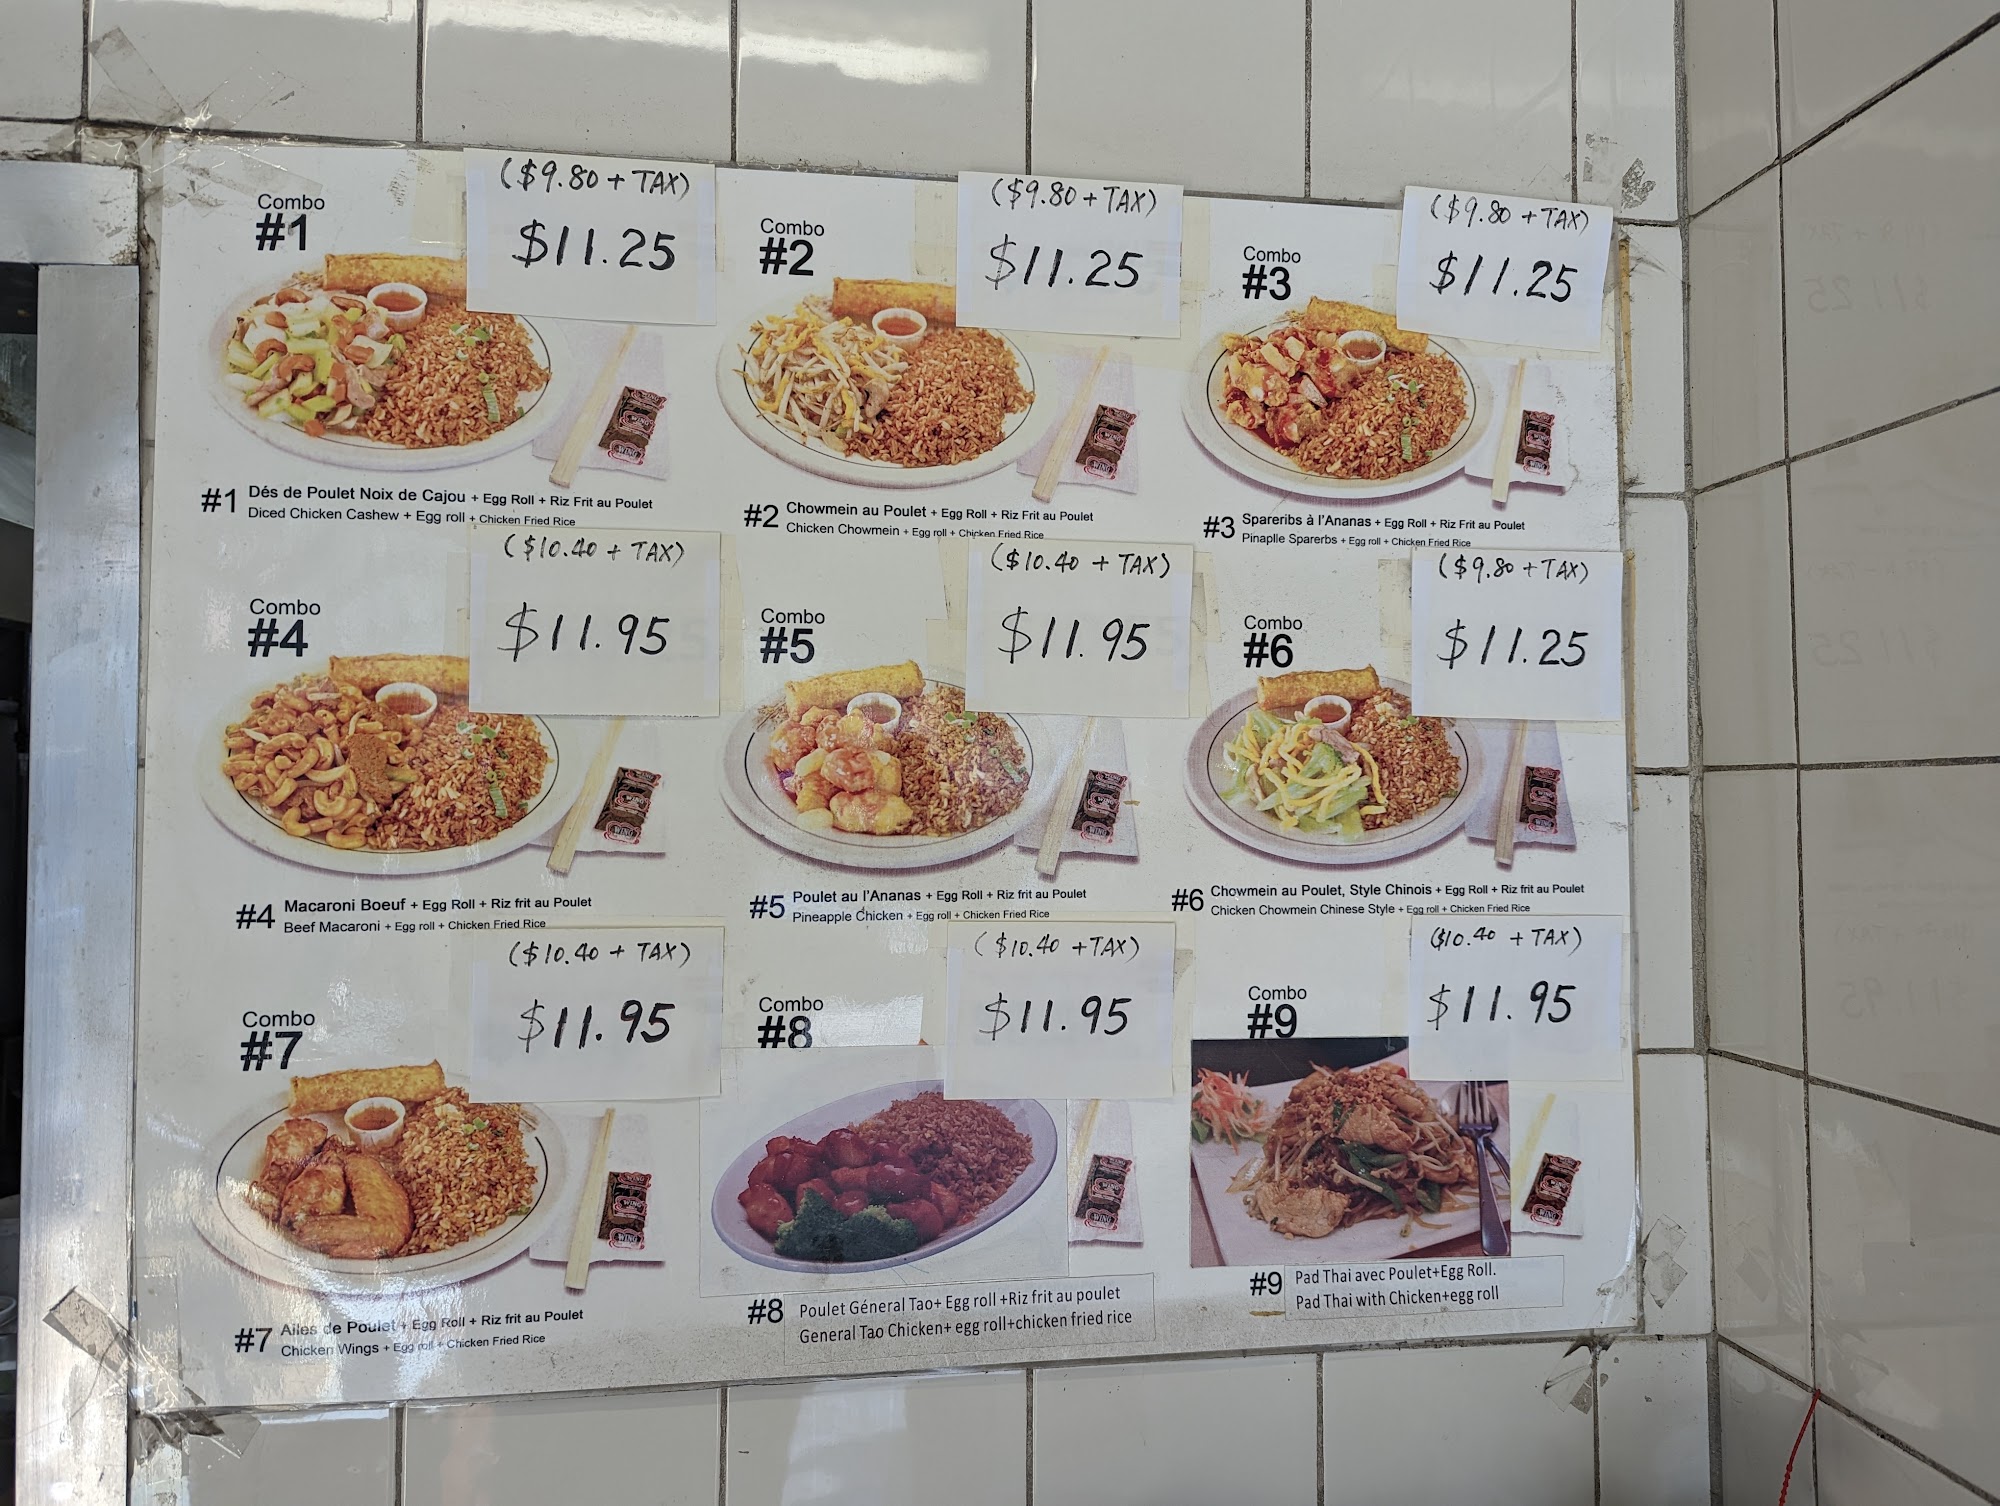 Combo
#1
($9.80 + TAX)
$11.25
#1 Dés de Poulet Noix de Cajou + Egg Roll + Riz Frit au Poulet
Diced Chicken Cashew + Egg roll + Chicken Fried Rice
Combo
#2
($9.80 + TAX)
$11.25
#2 Chowmein au Poulet + Egg Roll + Riz Frit au Poulet
Chicken Chowmein + Egg roll + Chicken Fried Rice
Combo
#3
($9.80 + TAX)
$11.25
#3 Spareribs à l'Ananas + Egg Roll + Riz Frit au Poulet
Pinaplle Sparerbs + Egg roll + Chicken Fried Rice
Combo
#4
($10.40 + TAX)
$11.95
#4 Macaroni Boeuf + Egg Roll + Riz frit au Poulet
Beef Macaroni + Egg roll + Chicken Fried Rice
Combo
#5
($10.40 + TAX)
$11.95
#5 Poulet au l'Ananas + Egg Roll + Riz frit au Poulet
Pineapple Chicken + Egg roll + Chicken Fried Rice
Combo
#6
($9.80 + TAX)
$11.25
#6 Chowmein au Poulet, Style Chinois + Egg Roll + Riz frit au Poulet
Chicken Chowmein Chinese Style + Egg roll + Chicken Fried Rice
Combo
#7
($10.40 + TAX)
$11.95
#7 Ailes de Poulet + Egg Roll + Riz frit au Poulet
Chicken Wings + Egg roll + Chicken Fried Rice
Combo
#8
($10.40 + TAX)
$11.95
#8 Poulet Géneral Tao+ Egg roll +Riz frit au poulet
General Tao Chicken+ egg roll+chicken fried rice
Combo
#9
($10.40 + TAX)
$11.95
#9 Pad Thai avec Poulet+Egg Roll.
Pad Thai with Chicken+egg roll